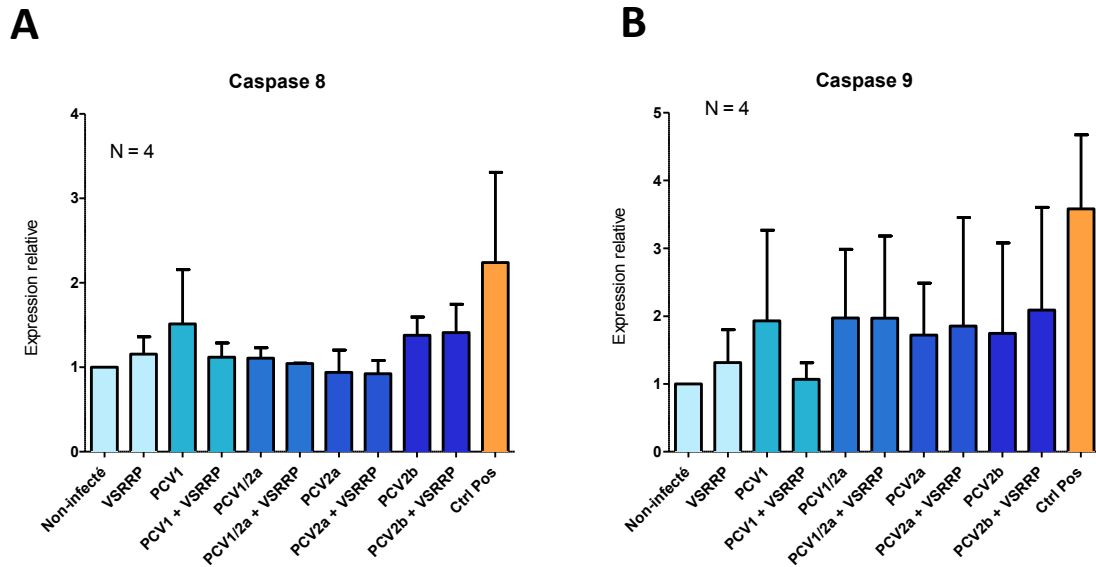 A
Caspase 8
N = 4
Expression relative
4
3
2
1
0
Non-infecté
VSRRP
PCV1
PCV1 + VSRRP
PCV1/2a
PCV1/2a + VSRRP
PCV2a
PCV2a + VSRRP
PCV2b
PCV2b + VSRRP
Ctrl Pos
B
Caspase 9
N = 4
Expression relative
5
4
3
2
1
0
Non-infecté
VSRRP
PCV1
PCV1 + VSRRP
PCV1/2a
PCV1/2a + VSRRP
PCV2a
PCV2a + VSRRP
PCV2b
PCV2b + VSRRP
Ctrl Pos